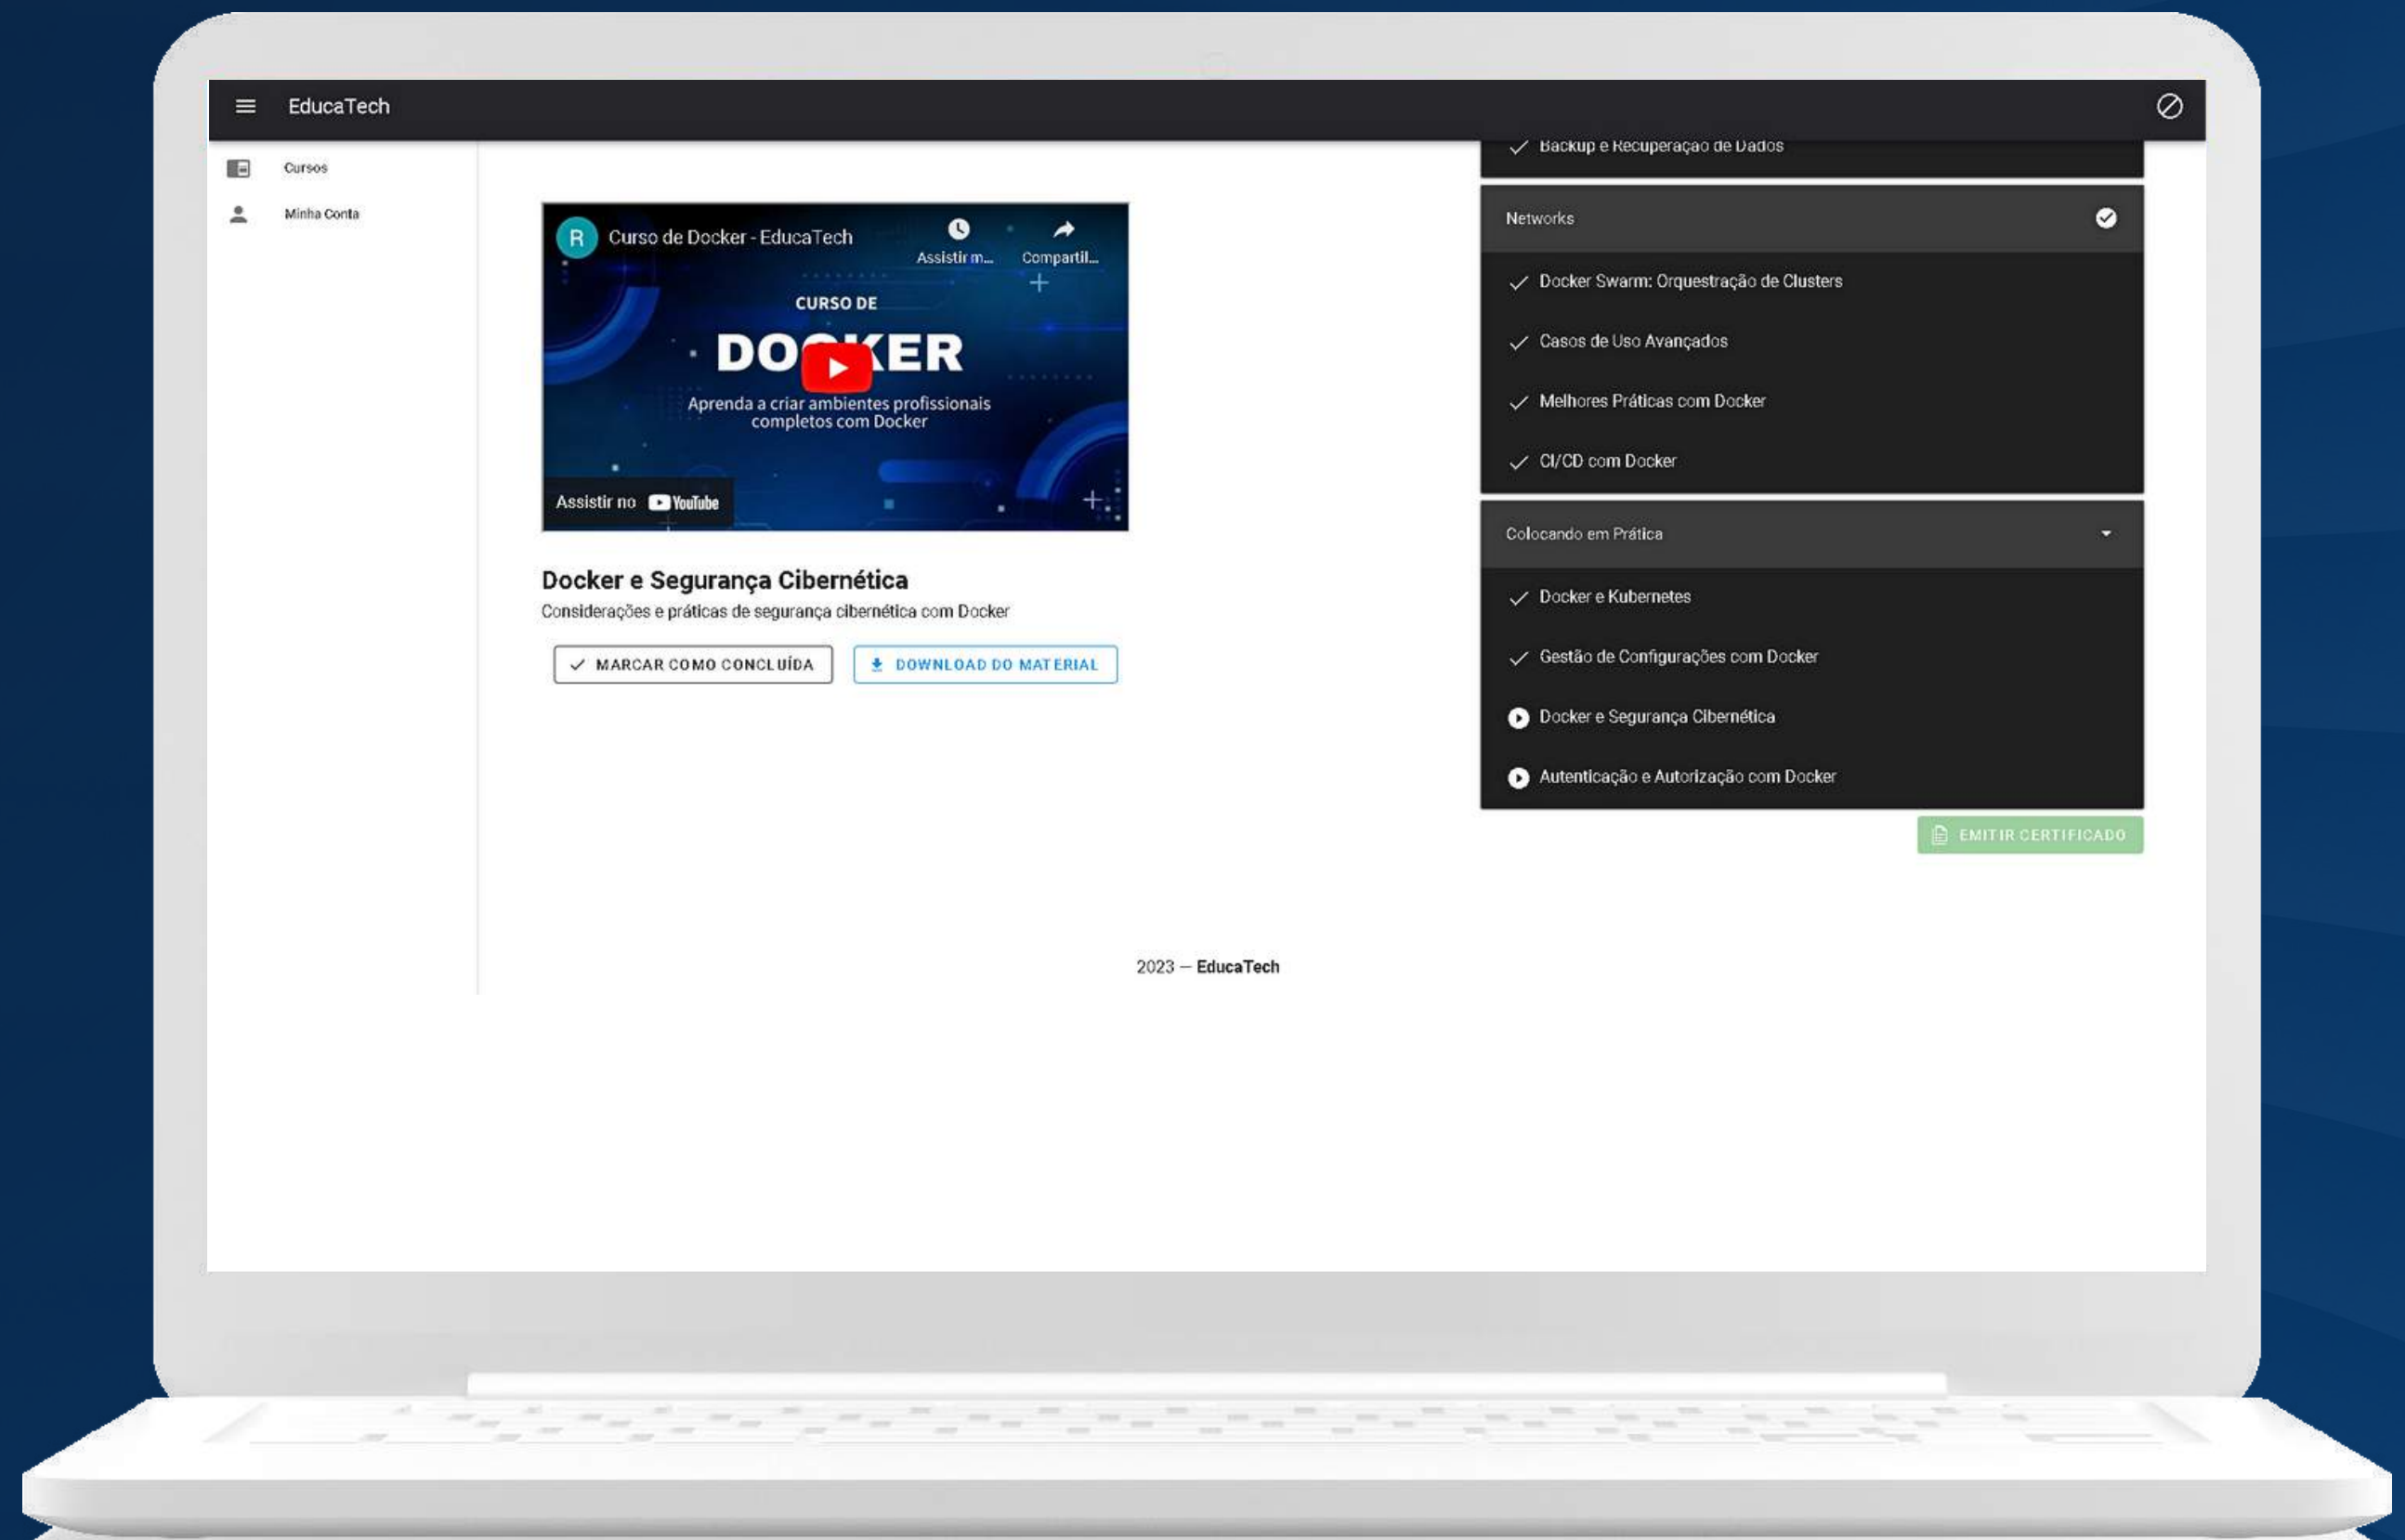 EducaTech
Cursos
Minha Conta
R Curso de Docker - EducaTech
Assistir m...
Compartil...
CURSO DE
DOCKER
Aprenda a criar ambientes profissionais
completos com Docker
Assistir no YouTube
Docker e Segurança Cibernética
Considerações e práticas de segurança cibernética com Docker
MARCAR COMO CONCLUÍDA
DOWNLOAD DO MATERIAL
Backup e Recuperação de Dados
Networks
Docker Swarm: Orquestração de Clusters
Casos de Uso Avançados
Melhores Práticas com Docker
CI/CD com Docker
Colocando em Prática
Docker e Kubernetes
Gestão de Configurações com Docker
Docker e Segurança Cibernética
Autenticação e Autorização com Docker
EMITIR CERTIFICADO
2023 — EducaTech